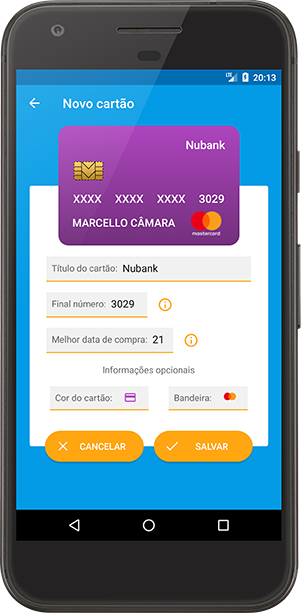 LTE 20:13
Novo cartão
Nubank
XXXX XXXX XXXX 3029
MARCELLO CÂMARA
mastercard
Título do cartão: Nubank
Final número: 3029
Melhor data de compra: 21
Informações opcionais
Cor do cartão: Bandeira:
CANCELAR SALVAR